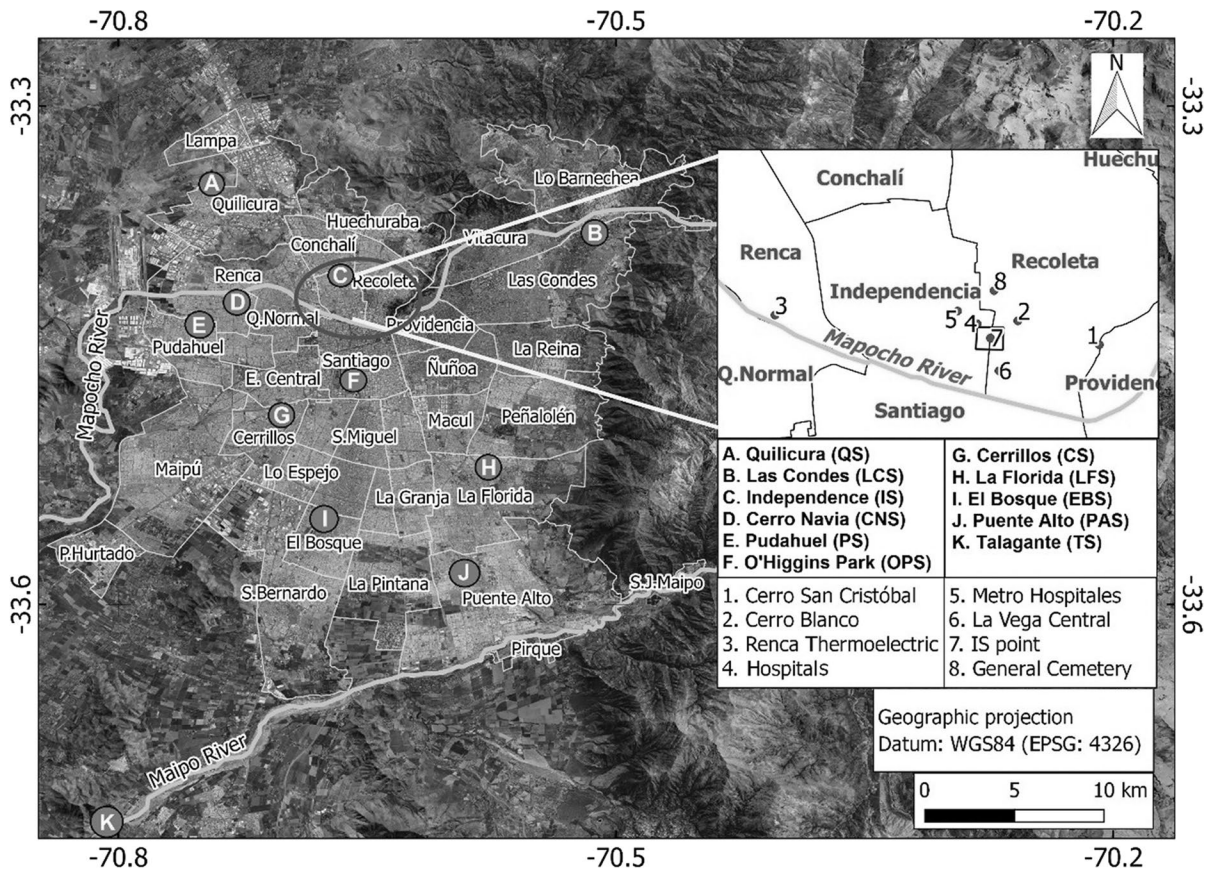 -70.8 -70.5 -70.2
-33.3 -33.3
N
Lampa
A
Quilicura
Lo Barnechea
Huechuraba
Vitacura
B
Conchalí
C
Recoleta
Las Condes
Renca
D
Q.Normal
Providencia
E
Pudahuel
Mapocho River
La Reina
Santiago
Ñuñoa
E. Central
F
G
Cerrillos
S.Miguel
Macul
Peñalolén
Maipú
Lo Espejo
H
La Granja
La Florida
I
El Bosque
P.Hurtado
S.Bernardo
La Pintana
J
Puente Alto
S.J.Maipo
Pirque
Maipo River
K
-33.6 -33.6
Huechu
Conchalí
Renca
Recoleta
Independencia
8
3
5
4
2
7
1
6
Mapocho River
Q.Normal
Santiago
Providen
A. Quilicura (QS)
B. Las Condes (LCS)
C. Independence (IS)
D. Cerro Navia (CNS)
E. Pudahuel (PS)
F. O'Higgins Park (OPS)
G. Cerrillos (CS)
H. La Florida (LFS)
I. El Bosque (EBS)
J. Puente Alto (PAS)
K. Talagante (TS)
1. Cerro San Cristóbal
2. Cerro Blanco
3. Renca Thermoelectric
4. Hospitals
5. Metro Hospitales
6. La Vega Central
7. IS point
8. General Cemetery
Geographic projection
Datum: WGS84 (EPSG: 4326)
0 5 10 km
-70.8 -70.5 -70.2